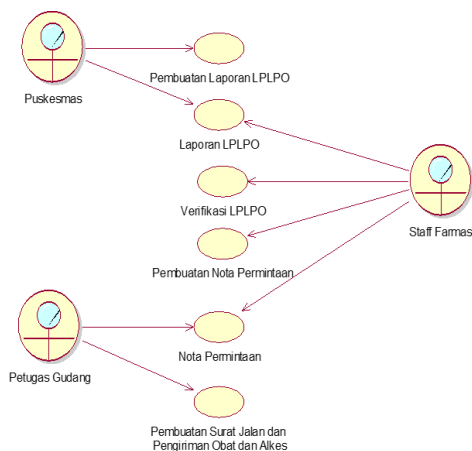 Pembuatan Laporan LPLPO
Puskesmas
Laporan LPLPO
Verifikasi LPLPO
Staff Farmas
Pembuatan Nota Permintaan
Nota Permintaan
Petugas Gudang
Pembuatan Surat Jalan dan
Pengiriman Obat dan Alkes